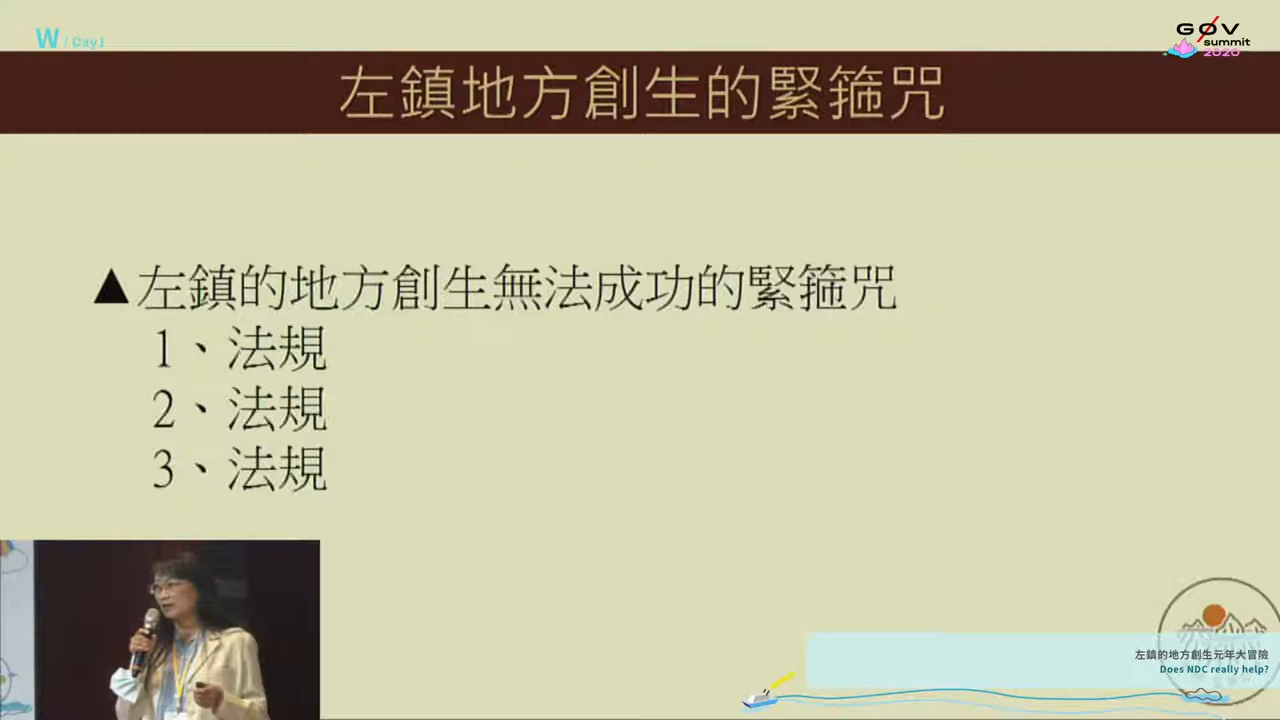 W / Day1
GØV
summit
2020
左鎮地方創生的緊箍咒
▲左鎮的地方創生無法成功的緊箍咒
1、法規
2、法規
3、法規
左鎮的地方創生元年大冒險
Does NDC really help?